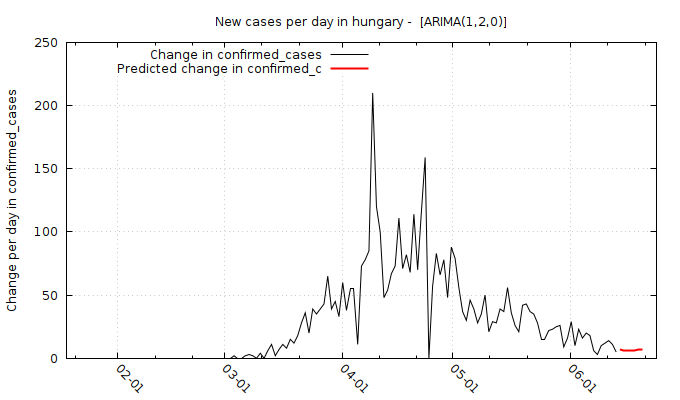 New cases per day in hungary - [ARIMA(1,2,0)]
Change in confirmed_cases
Predicted change in confirmed_c
Change per day in confirmed_cases
250
200
150
100
50
0
02-01
03-01
04-01
05-01
06-01